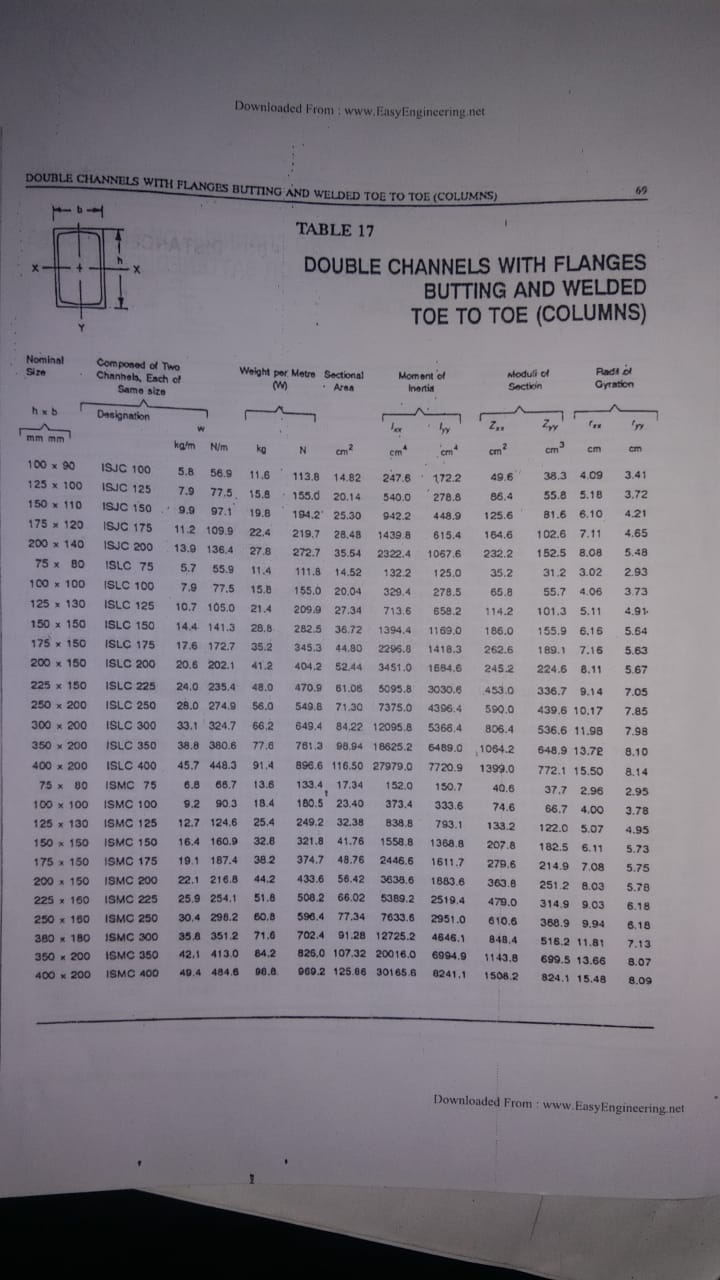 Downloaded From : www.EasyEngineering.net
DOUBLE CHANNELS WITH FLANGES BUTTING AND WELDED TOE TO TOE (COLUMNS) 69
b
h
X X
Y
TABLE 17
DOUBLE CHANNELS WITH FLANGES
BUTTING AND WELDED
TOE TO TOE (COLUMNS)
Nominal Size Composed of Two Channels, Each of Same size Weight per Metre (W) Sectional Area Moment of Inertia Moduli of Section Radii of Gyration
h x b Designation w Ixx Iyy Zxx Zyy rxx ryy
mm mm kg/m N/m kg N cm² cm⁴ cm⁴ cm² cm³ cm cm
100 x 90 ISJC 100 5.8 56.9 11.6 113.8 14.82 247.6 172.2 49.6 38.3 4.09 3.41
125 x 100 ISJC 125 7.9 77.5 15.8 155.0 20.14 540.0 278.8 86.4 55.8 5.18 3.72
150 x 110 ISJC 150 9.9 97.1 19.8 194.2 25.30 942.2 448.9 125.6 81.6 6.10 4.21
175 x 120 ISJC 175 11.2 109.9 22.4 219.7 28.48 1439.8 615.4 164.6 102.6 7.11 4.65
200 x 140 ISJC 200 13.9 136.4 27.8 272.7 35.54 2322.4 1067.6 232.2 152.5 8.08 5.48
75 x 80 ISLC 75 5.7 55.9 11.4 111.8 14.52 132.2 125.0 35.2 31.2 3.02 2.93
100 x 100 ISLC 100 7.9 77.5 15.8 155.0 20.04 329.4 278.5 65.8 55.7 4.06 3.73
125 x 130 ISLC 125 10.7 105.0 21.4 209.9 27.34 713.6 658.2 114.2 101.3 5.11 4.91
150 x 150 ISLC 150 14.4 141.3 28.8 282.5 36.72 1394.4 1169.0 186.0 155.9 6.16 5.64
175 x 150 ISLC 175 17.6 172.7 35.2 345.3 44.80 2296.8 1418.3 262.6 189.1 7.16 5.63
200 x 150 ISLC 200 20.6 202.1 41.2 404.2 52.44 3451.0 1684.6 245.2 224.6 8.11 5.67
225 x 150 ISLC 225 24.0 235.4 48.0 470.9 61.06 5095.8 3030.6 453.0 336.7 9.14 7.05
250 x 200 ISLC 250 28.0 274.9 56.0 549.8 71.30 7375.0 4396.4 590.0 439.6 10.17 7.85
300 x 200 ISLC 300 33.1 324.7 66.2 649.4 84.22 12095.8 5366.4 806.4 536.6 11.98 7.98
350 x 200 ISLC 350 38.8 380.6 77.6 761.3 98.94 18625.2 6489.0 1064.2 648.9 13.72 8.10
400 x 200 ISLC 400 45.7 448.3 91.4 896.6 116.50 27979.0 7720.9 1399.0 772.1 15.50 8.14
75 x 80 ISMC 75 6.8 66.7 13.6 133.4 17.34 152.0 150.7 40.6 37.7 2.96 2.95
100 x 100 ISMC 100 9.2 90.3 18.4 180.5 23.40 373.4 333.6 74.6 66.7 4.00 3.78
125 x 130 ISMC 125 12.7 124.6 25.4 249.2 32.38 838.8 793.1 133.2 122.0 5.07 4.95
150 x 150 ISMC 150 16.4 160.9 32.8 321.8 41.76 1558.8 1368.8 207.8 182.5 6.11 5.73
175 x 150 ISMC 175 19.1 187.4 38.2 374.7 48.76 2446.6 1611.7 279.6 214.9 7.08 5.75
200 x 150 ISMC 200 22.1 216.8 44.2 433.6 56.42 3638.6 1883.6 363.8 251.2 8.03 5.78
225 x 160 ISMC 225 25.9 254.1 51.8 508.2 66.02 5389.2 2519.4 479.0 314.9 9.03 6.18
250 x 160 ISMC 250 30.4 298.2 60.8 596.4 77.34 7633.6 2951.0 610.6 368.9 9.94 6.18
380 x 180 ISMC 300 35.8 351.2 71.6 702.4 91.28 12725.2 4646.1 848.4 516.2 11.81 7.13
350 x 200 ISMC 350 42.1 413.0 84.2 826.0 107.32 20016.0 6994.9 1143.8 699.5 13.66 8.07
400 x 200 ISMC 400 49.4 484.6 98.8 969.2 125.86 30165.6 8241.1 1508.2 824.1 15.48 8.09
Downloaded From : www.EasyEngineering.net